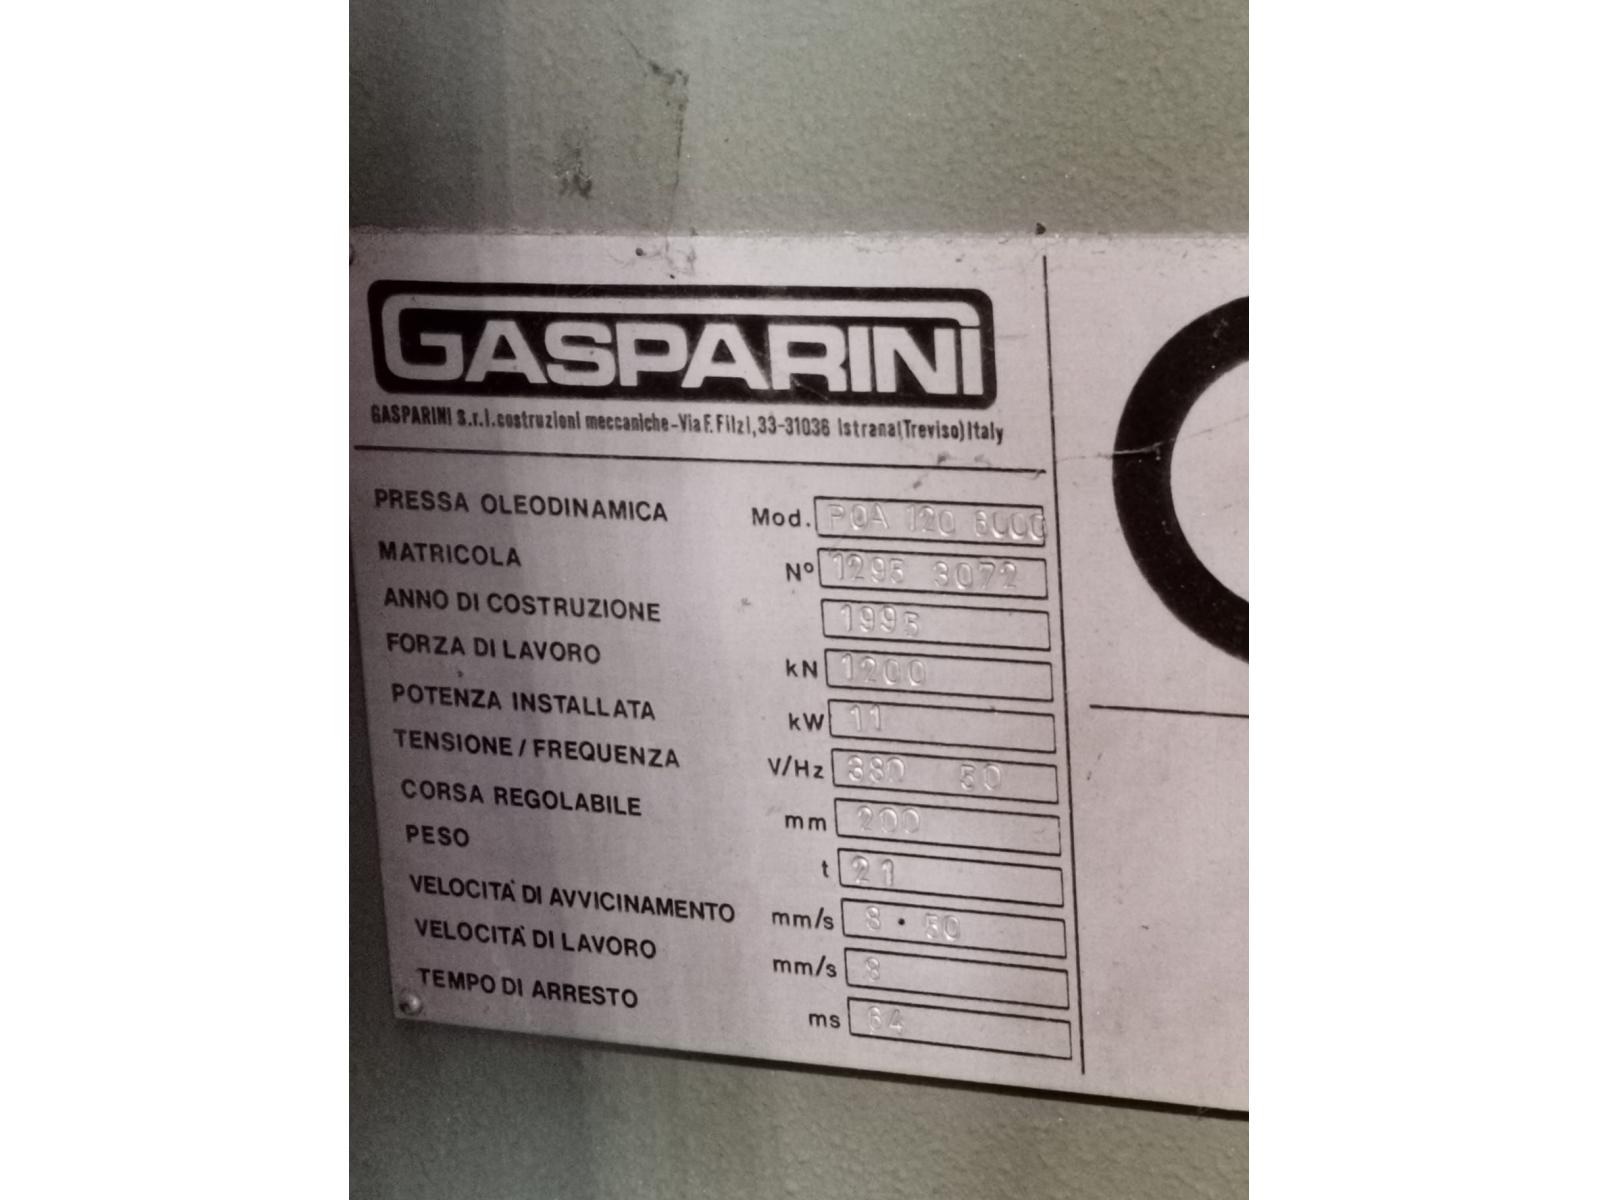 GASPARINI
GASPARINI S.r.l. costruzioni meccaniche-Via F. Filzi, 33-31036 Istrana(Treviso)Italy
PRESSA OLEODINAMICA Mod. POA 120 6000
MATRICOLA N° 1295 3072
ANNO DI COSTRUZIONE 1995
FORZA DI LAVORO kN 1200
POTENZA INSTALLATA kW 11
TENSIONE/FREQUENZA V/Hz 380 50
CORSA REGOLABILE mm 200
PESO t 21
VELOCITÀ DI AVVICINAMENTO mm/s 8 • 50
VELOCITÀ DI LAVORO mm/s 8
TEMPO DI ARRESTO ms 64